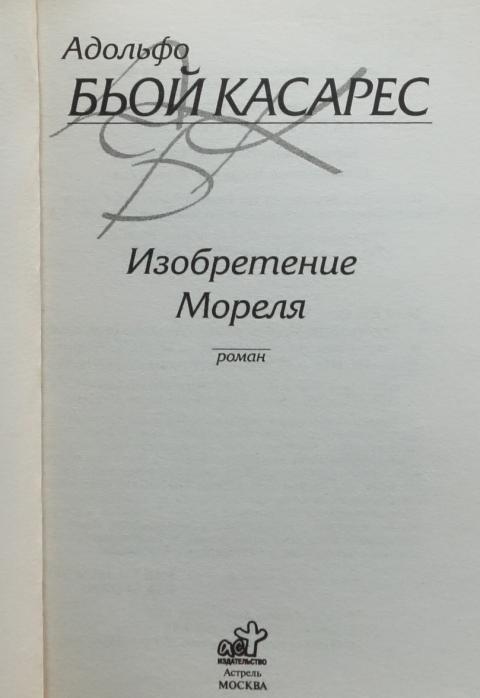 Адольфо
БЬОЙ КАСАРЕС
Изобретение
Мореля
роман
аст
ИЗДАТЕЛЬСТВО
Астрель
МОСКВА